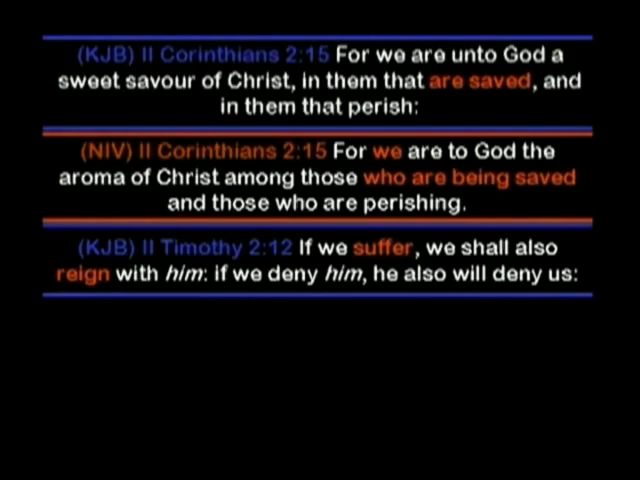 (KJB) II Corinthians 2:15 For we are unto God a
sweet savour of Christ, in them that are saved, and
in them that perish:
(NIV) II Corinthians 2:15 For we are to God the
aroma of Christ among those who are being saved
and those who are perishing.
(KJB) II Timothy 2:12 If we suffer, we shall also
reign with him: if we deny him, he also will deny us: